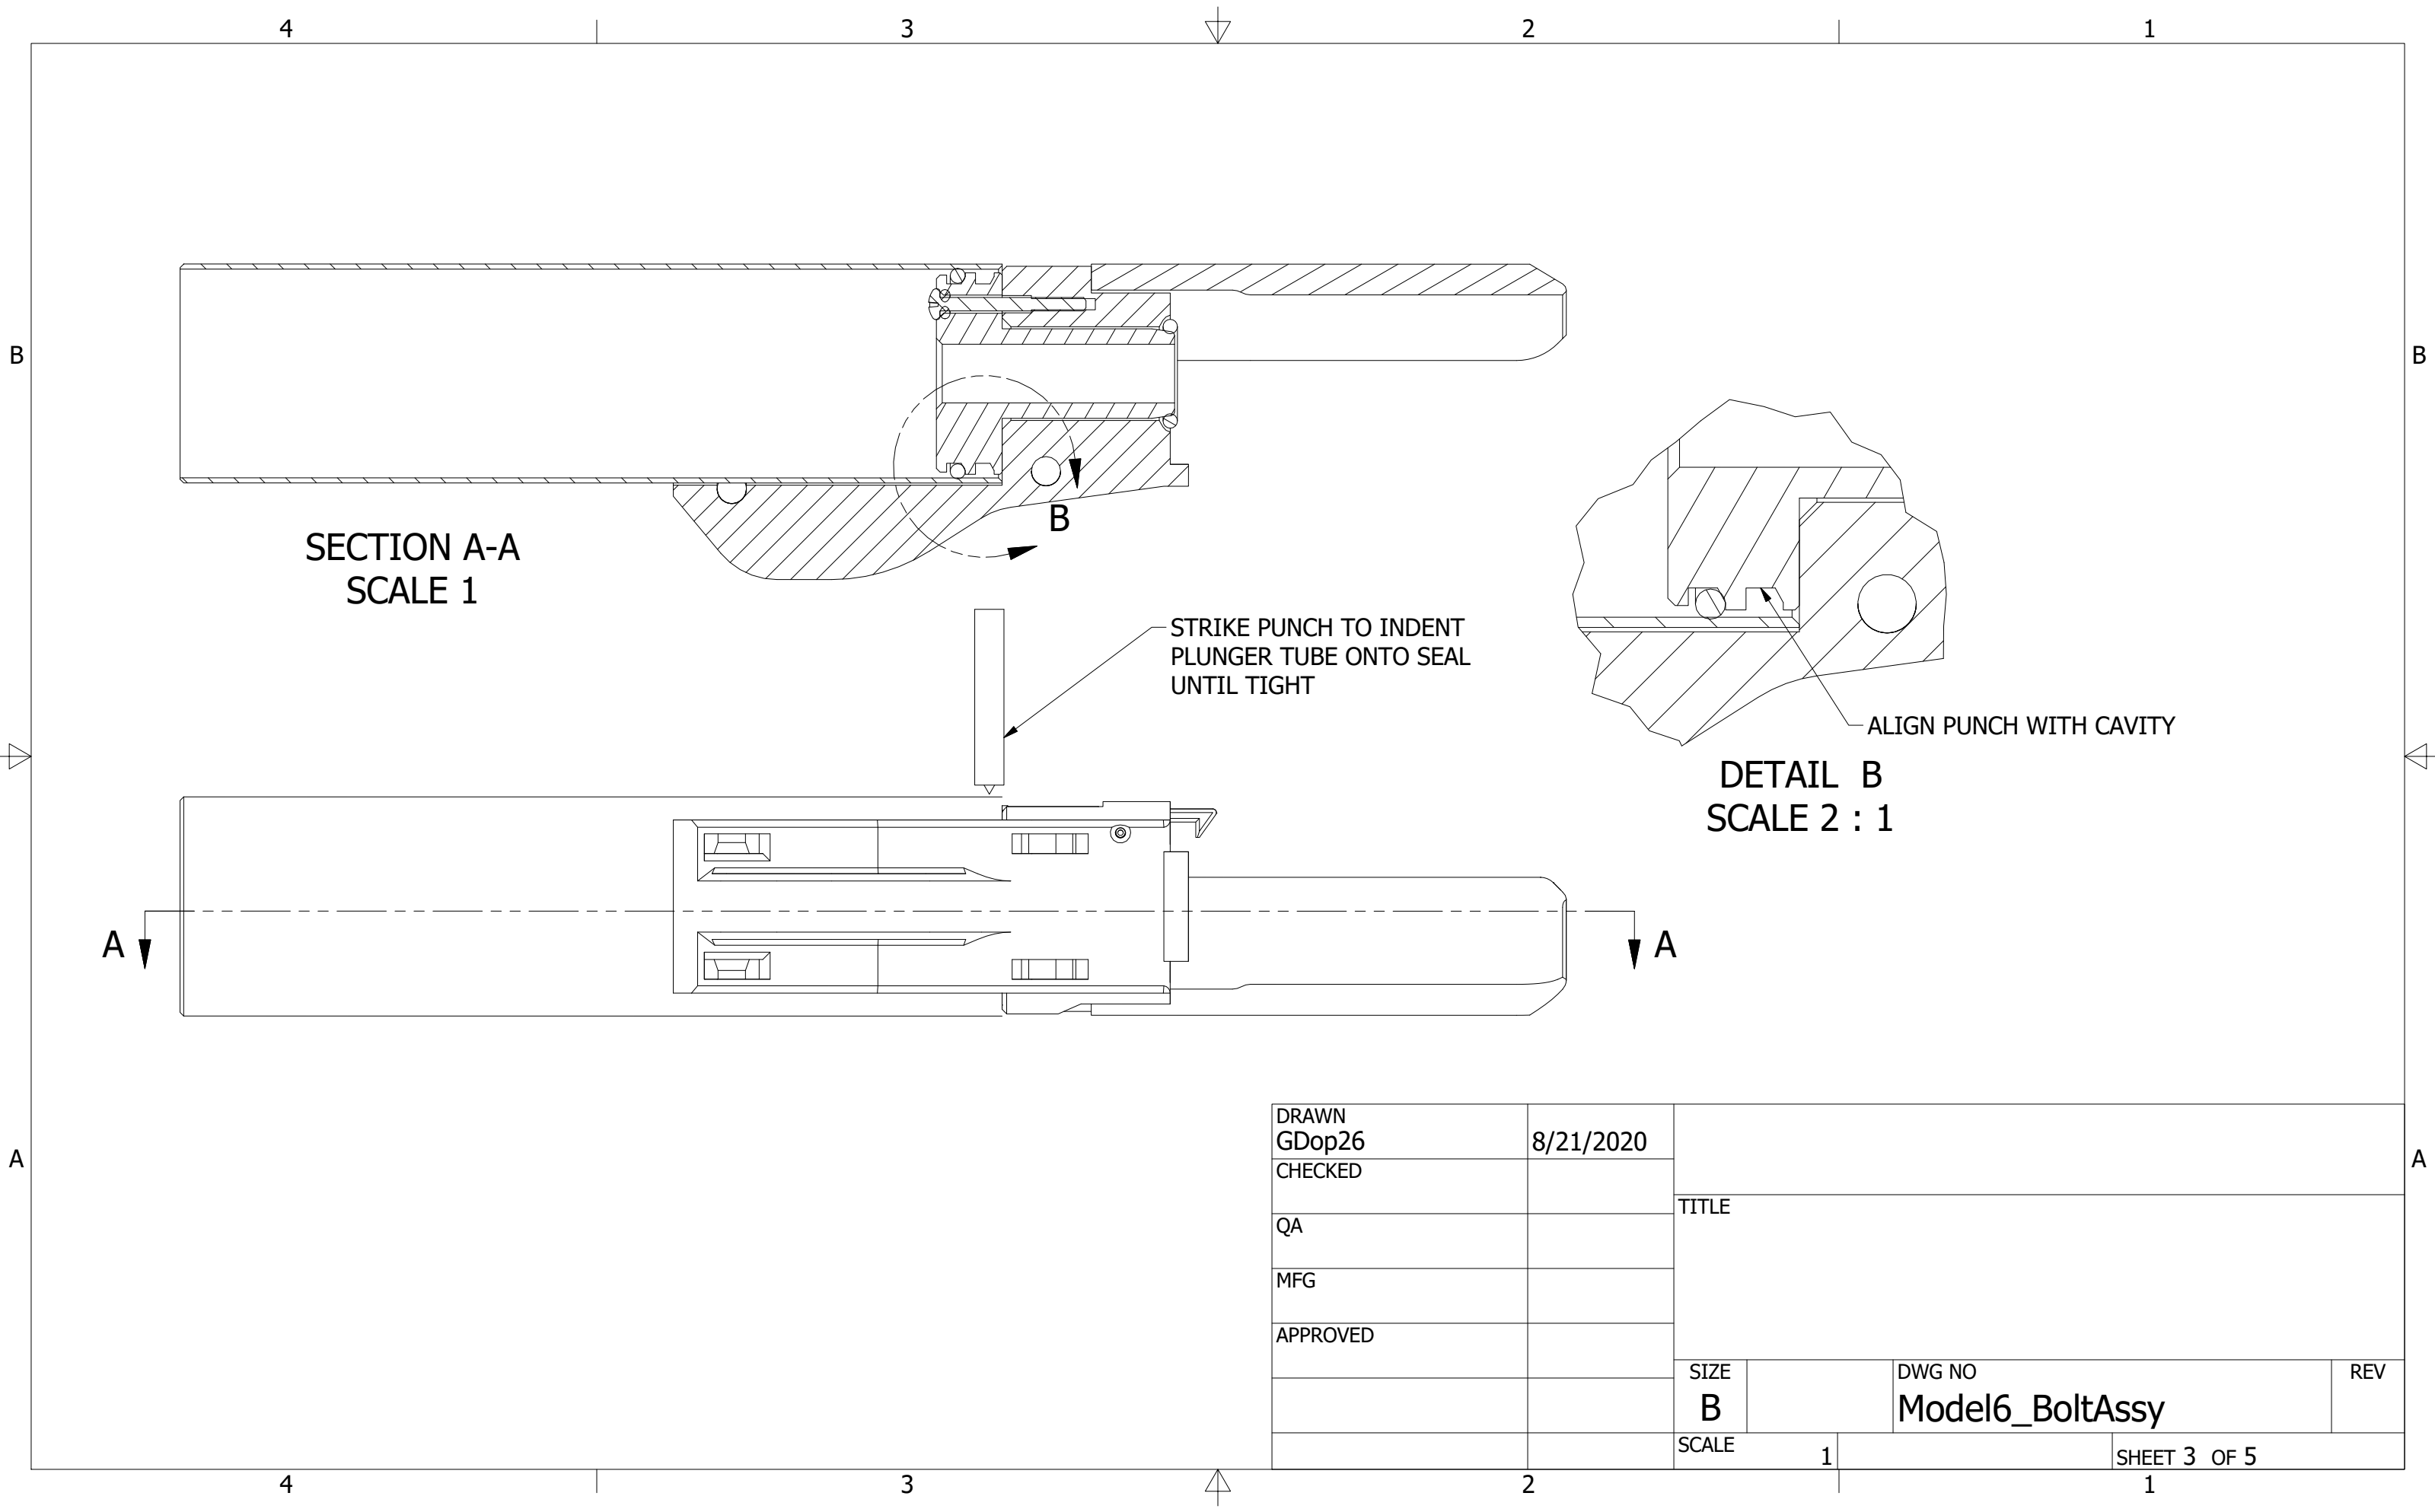 4 3 2 1
B B
SECTION A-A
SCALE 1
B
STRIKE PUNCH TO INDENT
PLUNGER TUBE ONTO SEAL
UNTIL TIGHT
ALIGN PUNCH WITH CAVITY
DETAIL B
SCALE 2 : 1
A A
A A
DRAWN
GDop26 8/21/2020
CHECKED
QA
MFG
APPROVED
TITLE
SIZE
B
DWG NO
Model6_BoltAssy
REV
SCALE 1
SHEET 3 OF 5
4 3 2 1